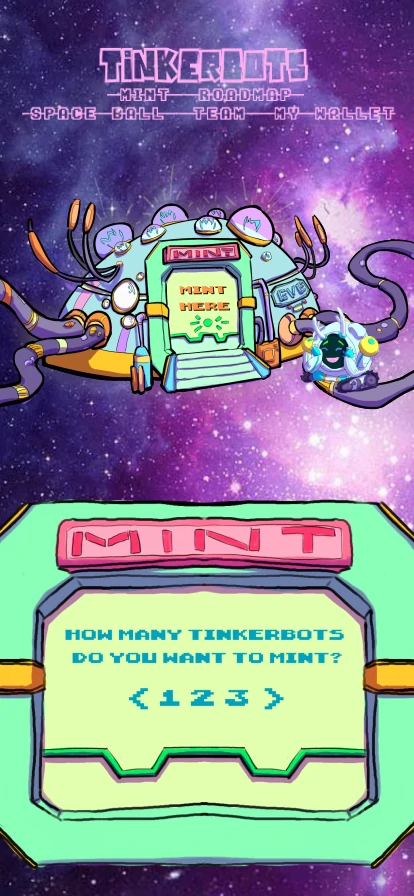 TINKERBOTS
MINT ROADMAP
SPACE BALL TEAM MY WALLET
MINT
MINT
HERE
EVE
MINT
HOW MANY TINKERBOTS
DO YOU WANT TO MINT?
< 1 2 3 >